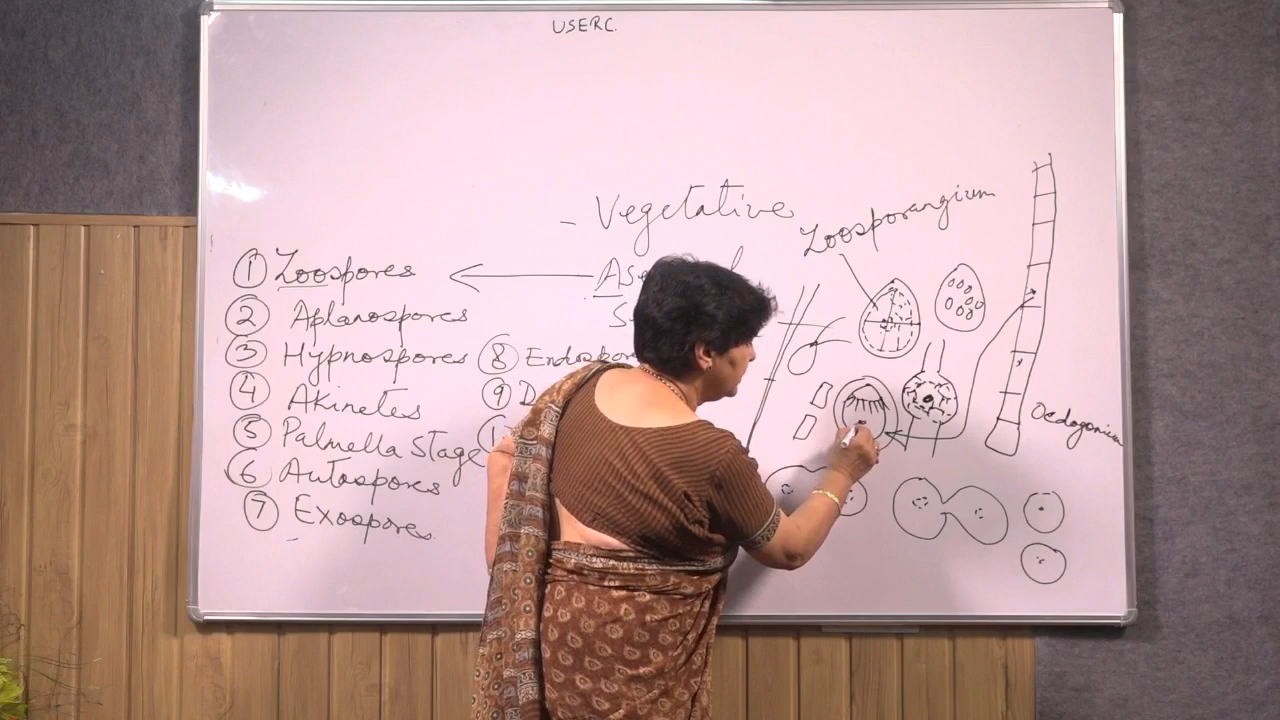 USERC.
- Vegetative
Zoosporangium
① Zoospores
② Aplanospores
③ Hypnospores
④ Akinetes
⑤ Palmella Stage
⑥ Autospores
⑦ Exospores.
⑧
⑨
Oedogonium